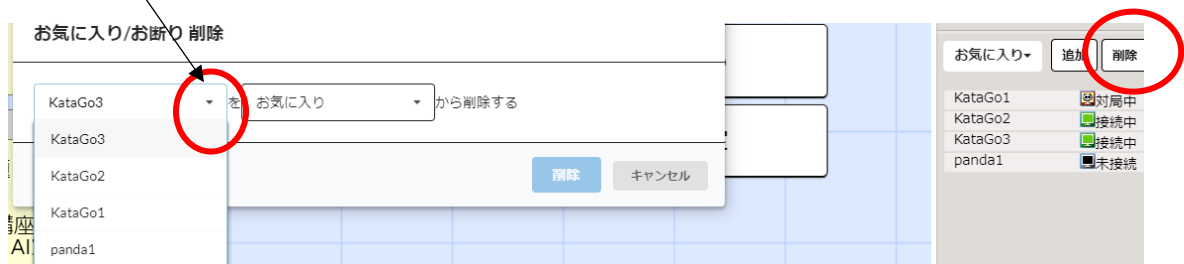 お気に入り/お断り 削除
KataGo3 を お気に入り から削除する
KataGo3
KataGo2
KataGo1
panda1
削除 キャンセル
講座
AI
お気に入り 追加 削除
KataGo1 対局中
KataGo2 接続中
KataGo3 接続中
panda1 未接続